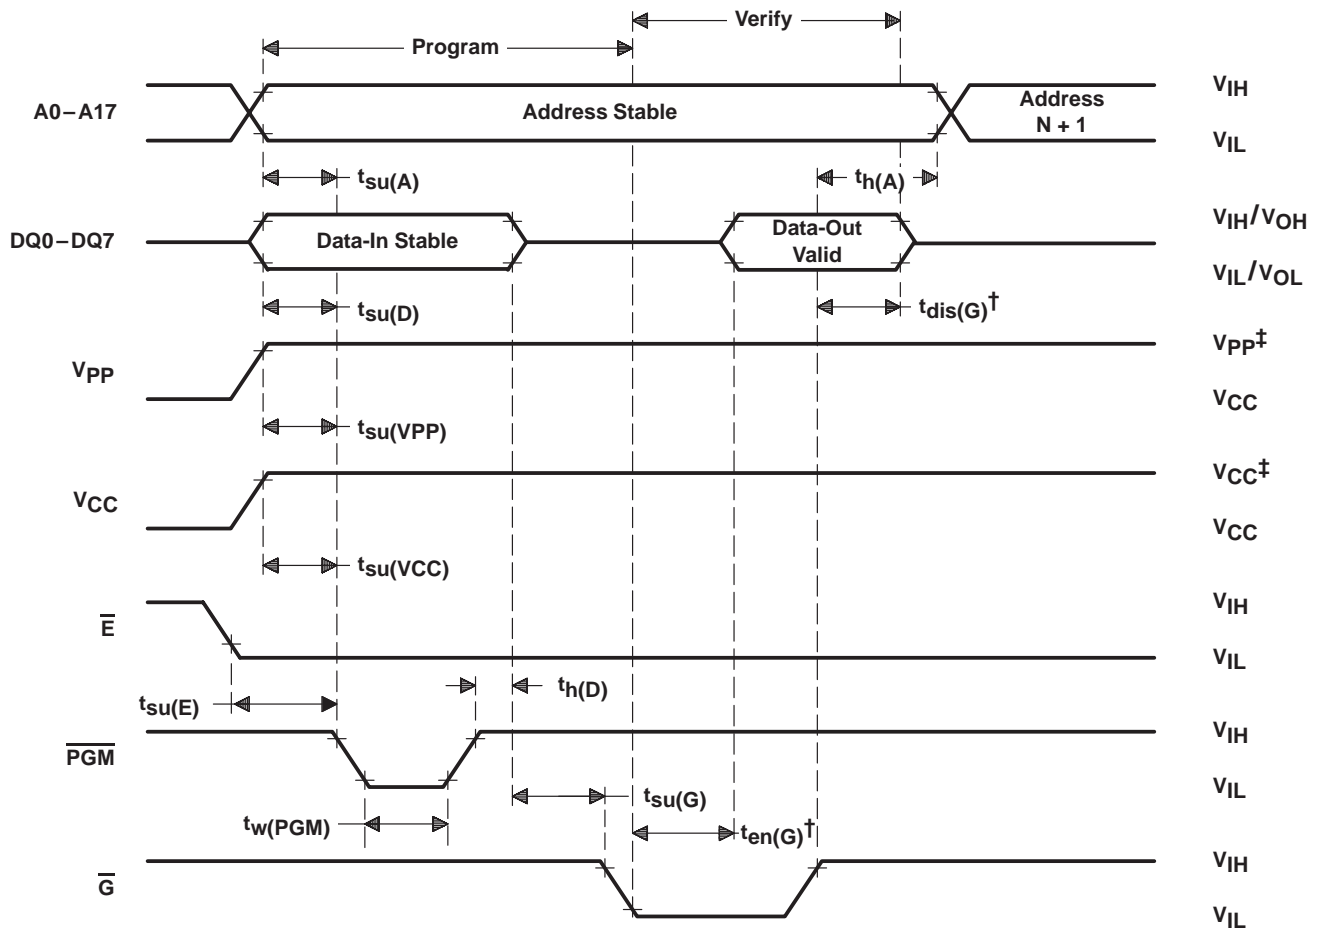 Verify
Program
A0–A17
Address Stable
Address
N + 1
VIH
VIL
tsu(A)
th(A)
DQ0–DQ7
Data-In Stable
Data-Out
Valid
VIH/VOH
VIL/VOL
tsu(D)
tdis(G)†
VPP
VPP‡
VCC
tsu(VPP)
VCC
VCC‡
VCC
tsu(VCC)
E
VIH
VIL
tsu(E)
th(D)
PGM
VIH
VIL
tsu(G)
tw(PGM)
ten(G)†
G
VIH
VIL